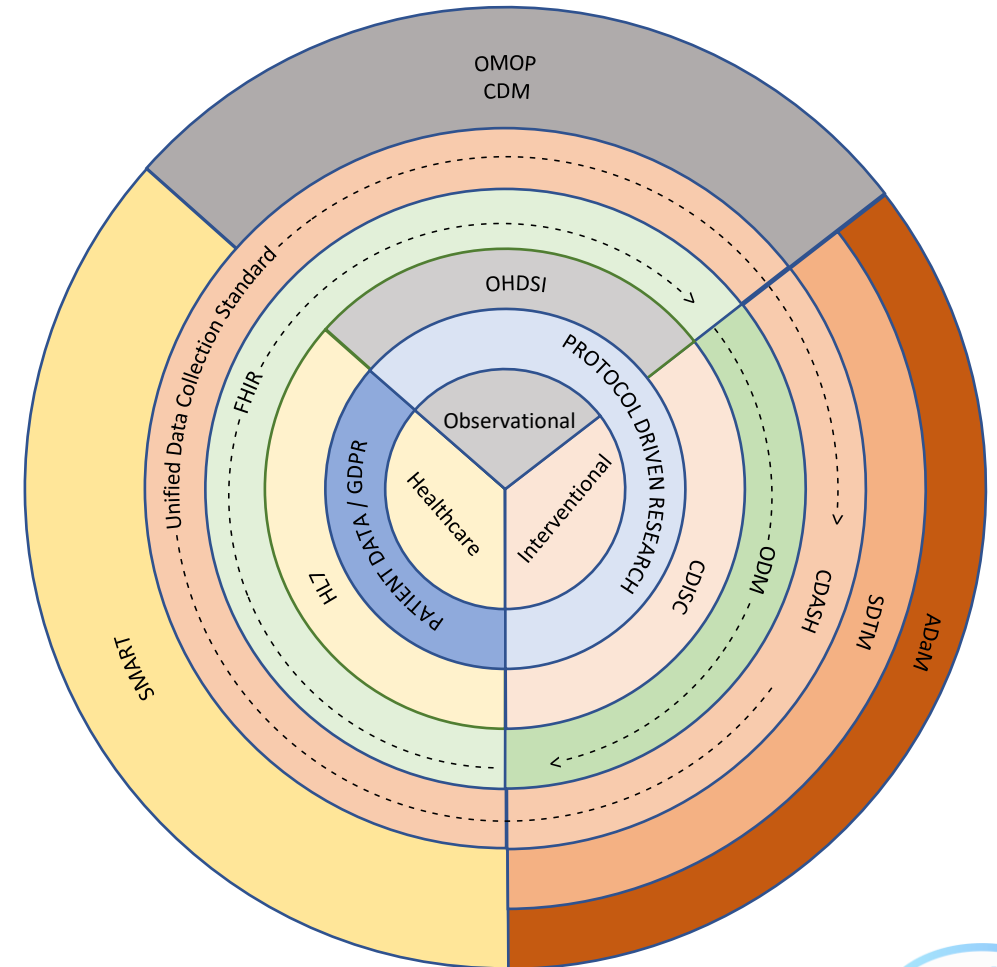 OMOP
CDM
Unified Data Collection Standard
FHIR
OHDSI
PROTOCOL DRIVEN RESEARCH
Observational
PATIENT DATA / GDPR
Healthcare
Interventional
HL7
CDISC
ODM
CDASH
SDTM
ADaM
SMART